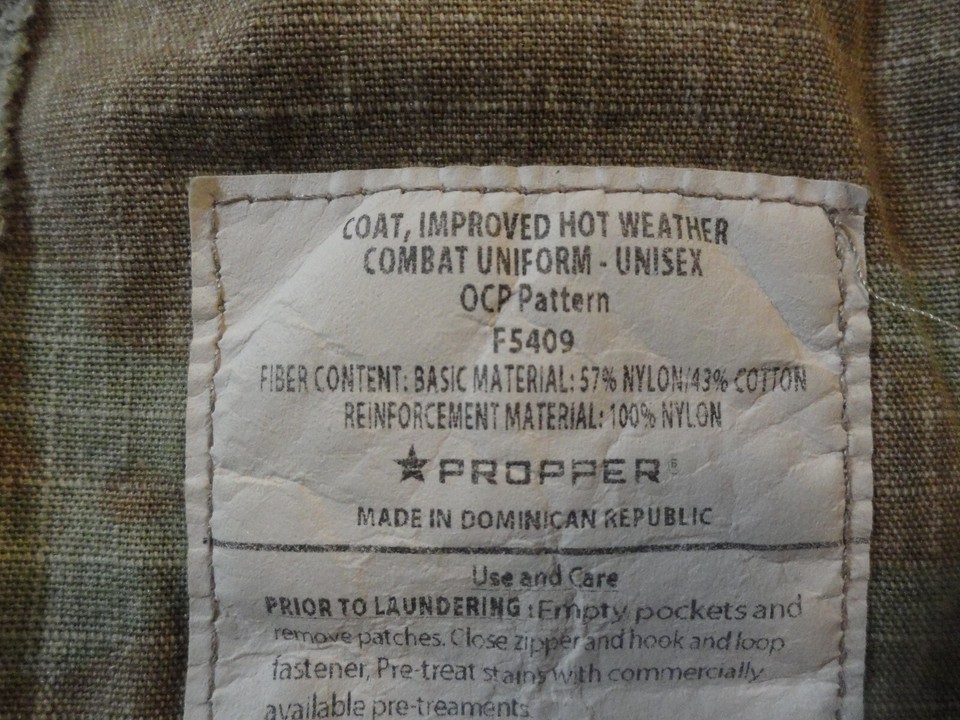 COAT, IMPROVED HOT WEATHER
COMBAT UNIFORM - UNISEX
OCP Pattern
F5409
FIBER CONTENT: BASIC MATERIAL: 57% NYLON/43% COTTON
REINFORCEMENT MATERIAL: 100% NYLON
★PROPPER®
MADE IN DOMINICAN REPUBLIC
Use and Care
PRIOR TO LAUNDERING : Empty pockets and
remove patches. Close zipper and hook and loop
fastener, Pre-treat stains with commercially
available pre-treaments